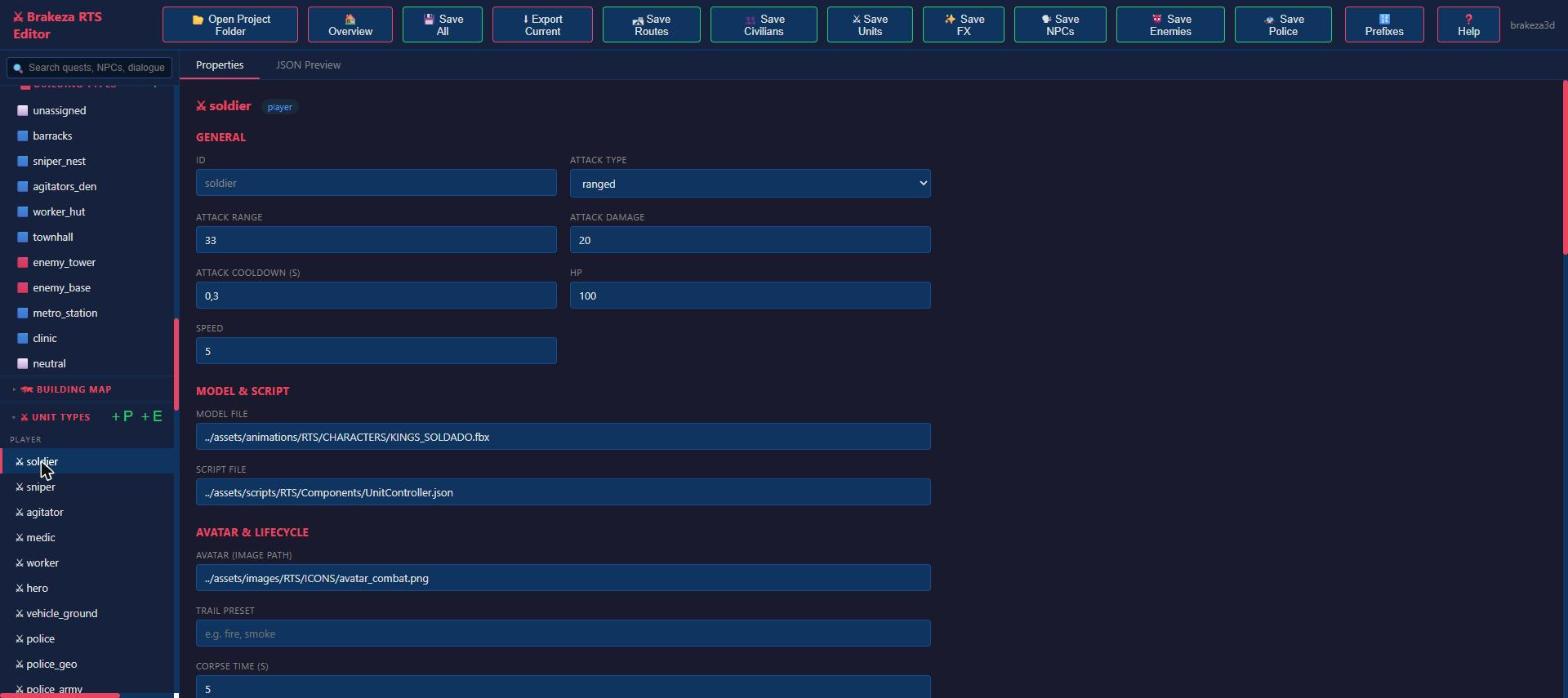 ⚔ Brakeza RTS
Editor
📂 Open Project
Folder
🏠
Overview
💾 Save
All
⬇ Export
Current
Save
Routes
👥 Save
Civilians
⚔ Save
Units
✨ Save
FX
🗣 Save
NPCs
👿 Save
Enemies
👮 Save
Police
🔢
Prefixes
❓
Help
brakeza3d
🔍 Search quests, NPCs, dialogue
Properties
JSON Preview
BUILDING TYPES
unassigned
barracks
sniper_nest
agitators_den
worker_hut
townhall
enemy_tower
enemy_base
metro_station
clinic
neutral
BUILDING MAP
⚔ UNIT TYPES +P +E
PLAYER
⚔ soldier
⚔ sniper
⚔ agitator
⚔ medic
⚔ worker
⚔ hero
⚔ vehicle_ground
⚔ police
⚔ police_geo
⚔ police_army
⚔ soldier player
GENERAL
ID
soldier
ATTACK TYPE
ranged
ATTACK RANGE
33
ATTACK DAMAGE
20
ATTACK COOLDOWN (S)
0,3
HP
100
SPEED
5
MODEL & SCRIPT
MODEL FILE
../assets/animations/RTS/CHARACTERS/KINGS_SOLDADO.fbx
SCRIPT FILE
../assets/scripts/RTS/Components/UnitController.json
AVATAR & LIFECYCLE
AVATAR (IMAGE PATH)
../assets/images/RTS/ICONS/avatar_combat.png
TRAIL PRESET
e.g. fire, smoke
CORPSE TIME (S)
5